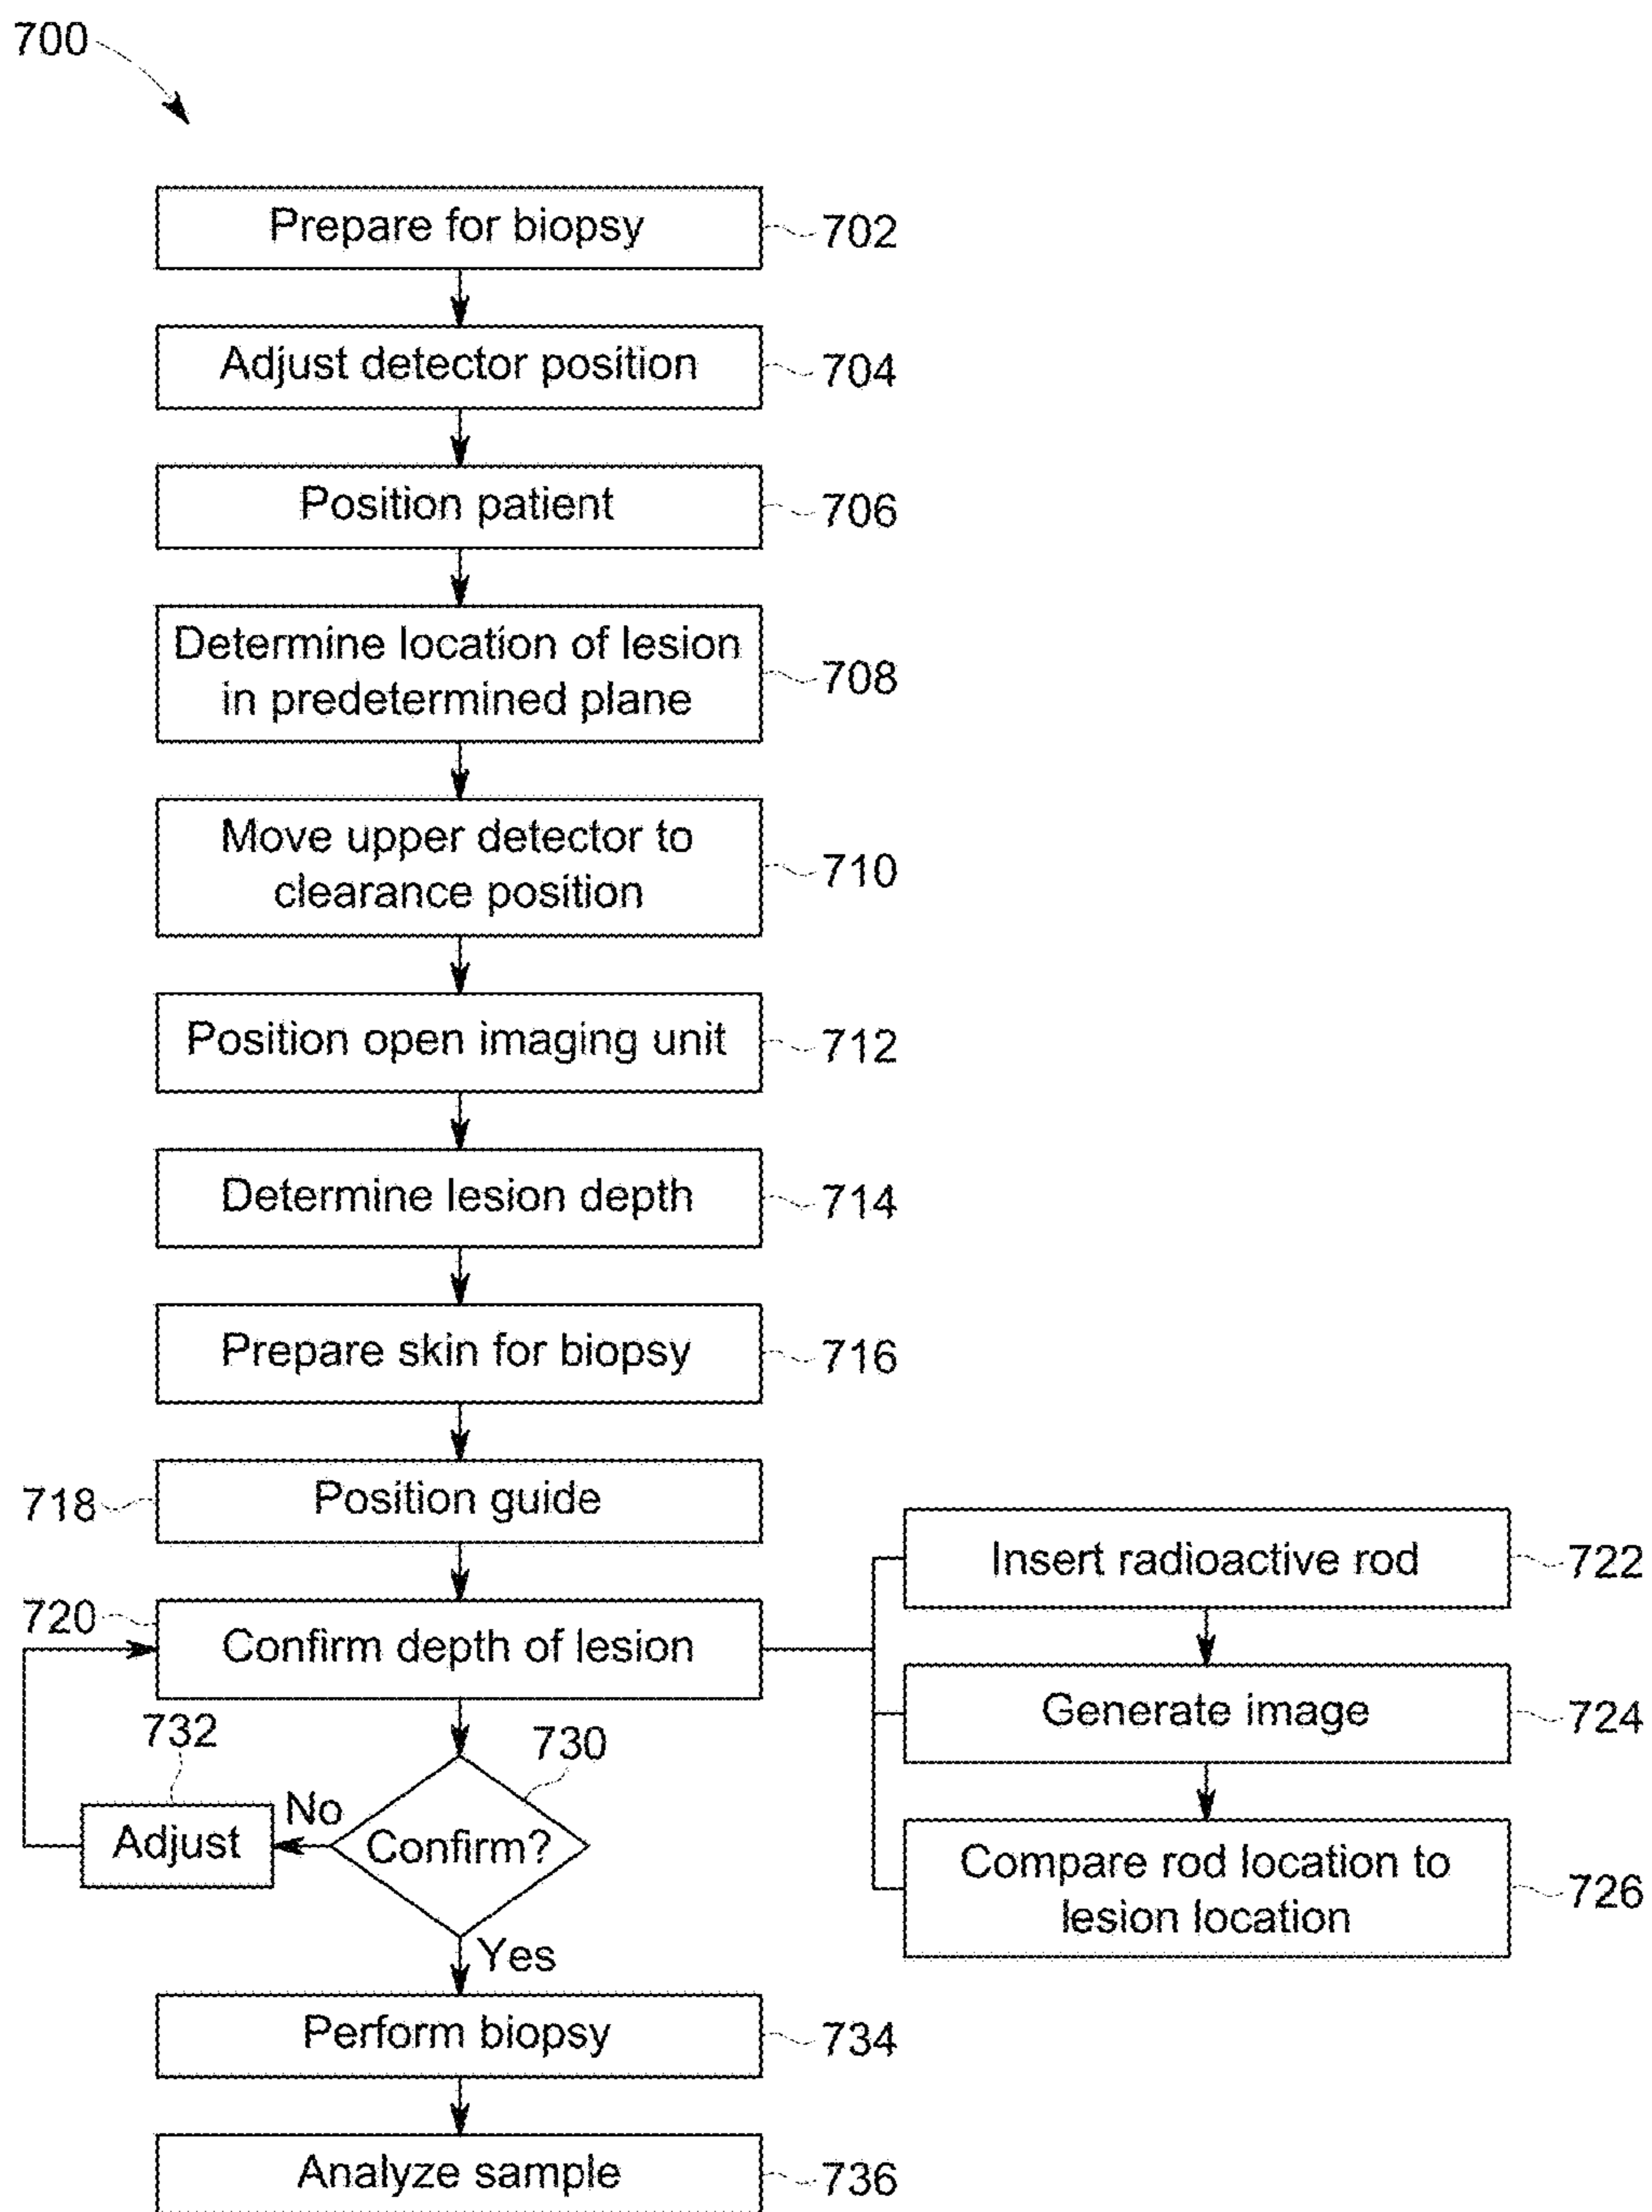 700
Prepare for biopsy
702
Adjust detector position
704
Position patient
706
Determine location of lesion
in predetermined plane
708
Move upper detector to
clearance position
710
Position open imaging unit
712
Determine lesion depth
714
Prepare skin for biopsy
716
718
Position guide
720
Confirm depth of lesion
Insert radioactive rod
722
Generate image
724
Compare rod location to
lesion location
726
732
730
Adjust
No
Confirm?
Yes
Perform biopsy
734
Analyze sample
736